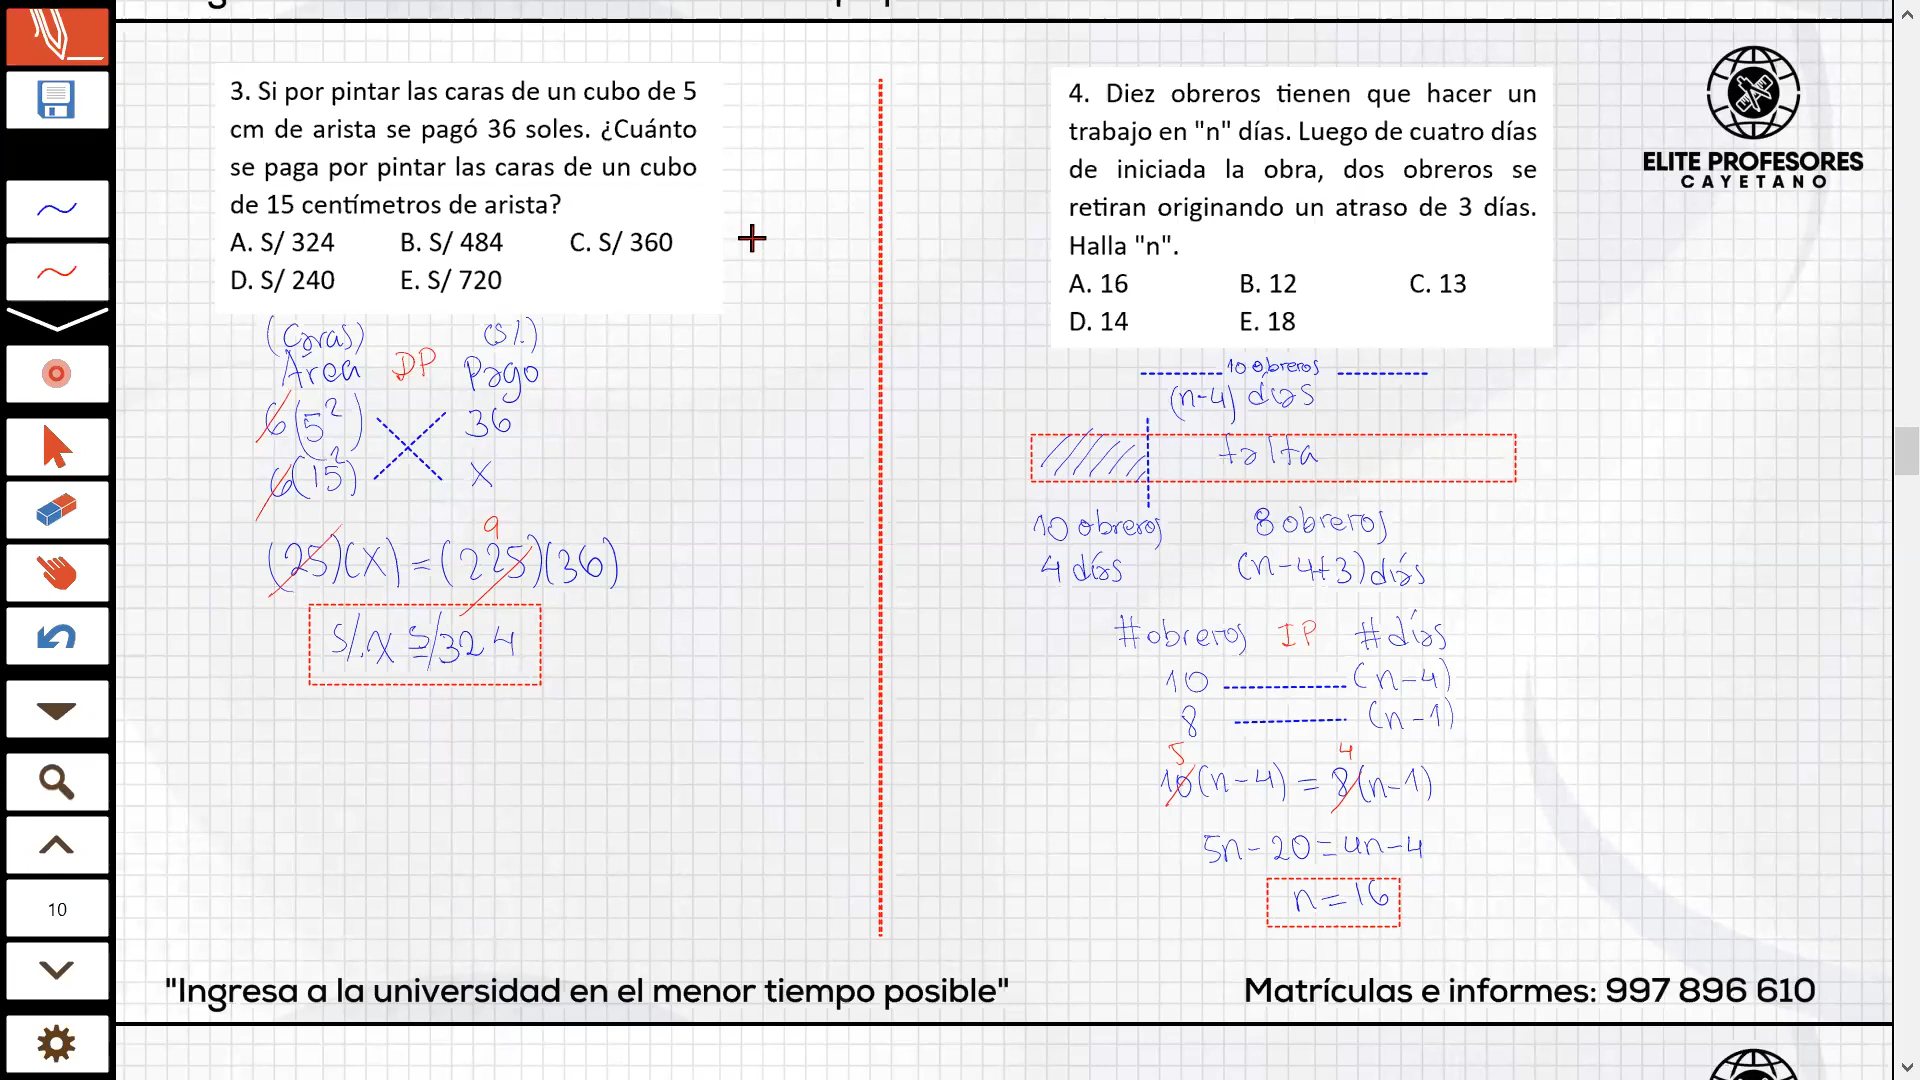 3. Si por pintar las caras de un cubo de 5
cm de arista se pagó 36 soles. ¿Cuánto
se paga por pintar las caras de un cubo
de 15 centímetros de arista?
A. S/ 324 B. S/ 484 C. S/ 360
D. S/ 240 E. S/ 720
(Caras) (S/.)
Área DP Pago
6(5²) 36
6(15²) X
9
(25)(X)=(225)(36)
S/.X=S/324
4. Diez obreros tienen que hacer un
trabajo en "n" días. Luego de cuatro días
de iniciada la obra, dos obreros se
retiran originando un atraso de 3 días.
Halla "n".
A. 16 B. 12 C. 13
D. 14 E. 18
10 obreros
(n-4) días
falta
10 obreros 8 obreros
4 días (n-4+3) días
#obreros IP #días
10 (n-4)
8 (n-1)
5 4
10(n-4)=8(n-1)
5n-20=4n-4
n=16
ELITE PROFESORES
CAYETANO
10
"Ingresa a la universidad en el menor tiempo posible" Matrículas e informes: 997 896 610